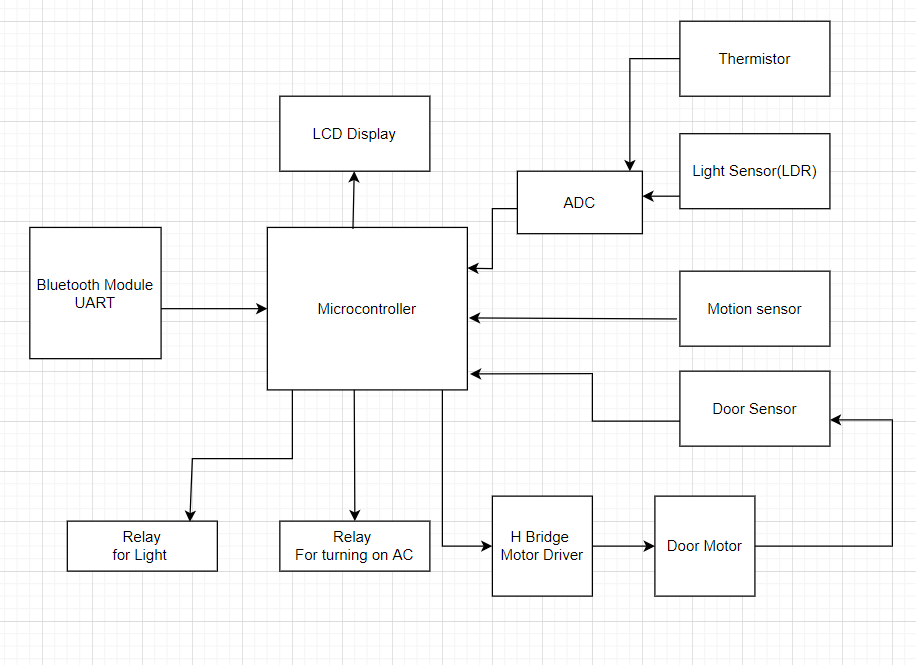 Thermistor
LCD Display
Light Sensor(LDR)
ADC
Bluetooth Module
UART
Microcontroller
Motion sensor
Door Sensor
Relay
for Light
Relay
For turning on AC
H Bridge
Motor Driver
Door Motor